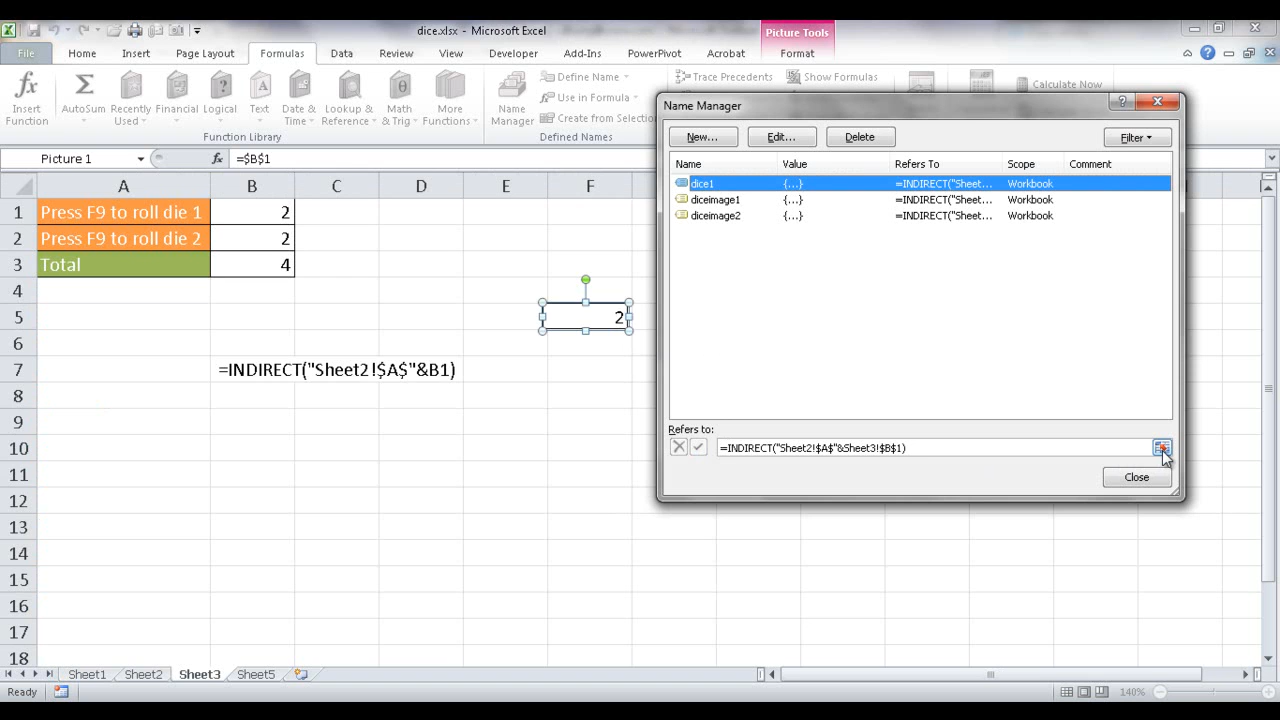 dice.xlsx - Microsoft Excel
Picture Tools
File Home Insert Page Layout Formulas Data Review View Developer Add-Ins PowerPivot Acrobat Format
Insert Function
AutoSum
Recently Used
Financial
Logical
Text
Date & Time
Lookup & Reference
Math & Trig
More Functions
Function Library
Name Manager
Define Name
Use in Formula
Create from Selectio
Defined Names
Trace Precedents
Show Formulas
Calculate Now
Picture 1
fx =$B$1
A B C D E F
1 Press F9 to roll die 1 2
2 Press F9 to roll die 2 2
3 Total 4
4
5 2
6
7 =INDIRECT("Sheet2!$A$"&B1)
8
9
10
11
12
13
14
15
16
17
18
Name Manager
New... Edit... Delete Filter
Name Value Refers To Scope Comment
dice1 {...} =INDIRECT("Sheet... Workbook
diceimage1 {...} =INDIRECT("Sheet... Workbook
diceimage2 {...} =INDIRECT("Sheet... Workbook
Refers to:
=INDIRECT("Sheet2!$A$"&Sheet3!$B$1)
Close
Sheet1 Sheet2 Sheet3 Sheet5
Ready 140%